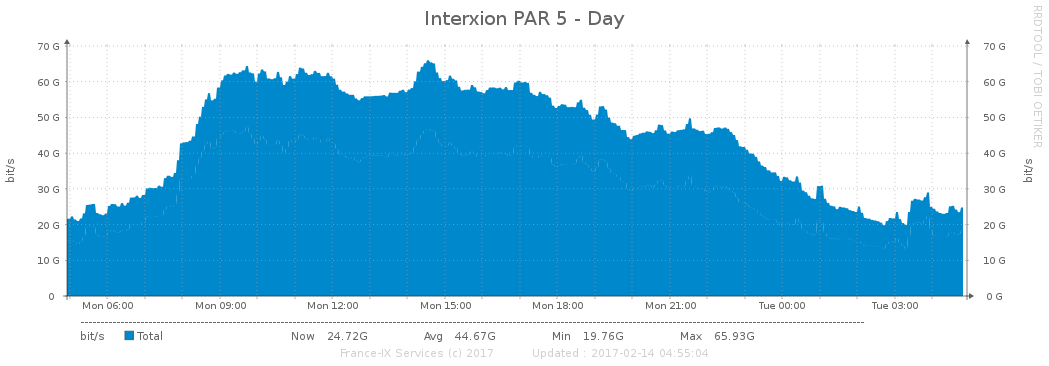 Interxion PAR 5 - Day
RRDTOOL / TOBI OETIKER
70 G 70 G
60 G 60 G
50 G 50 G
40 G 40 G
30 G 30 G
20 G 20 G
10 G 10 G
0 0 G
bit/s bit/s
Mon 06:00 Mon 09:00 Mon 12:00 Mon 15:00 Mon 18:00 Mon 21:00 Tue 00:00 Tue 03:00
bit/s Total Now 24.72G Avg 44.67G Min 19.76G Max 65.93G
France-IX Services (c) 2017 Updated : 2017-02-14 04:55:04